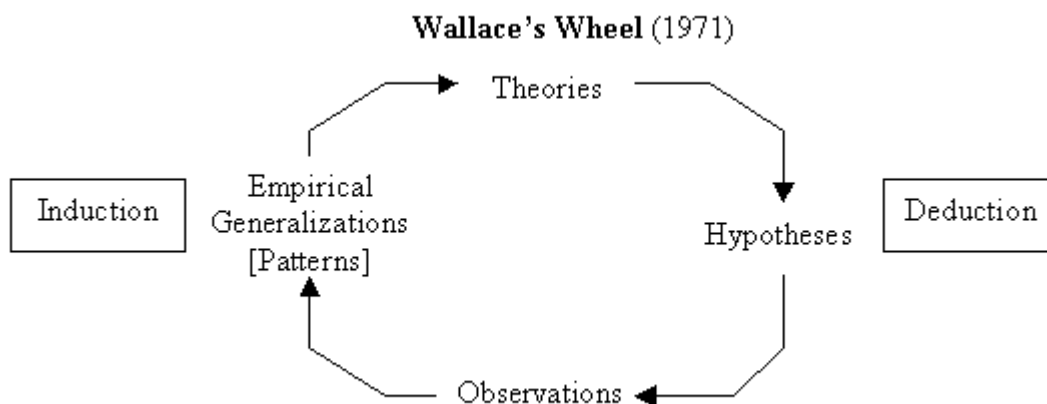 Wallace's Wheel (1971)
Theories
Induction
Empirical
Generalizations
[Patterns]
Hypotheses
Deduction
Observations